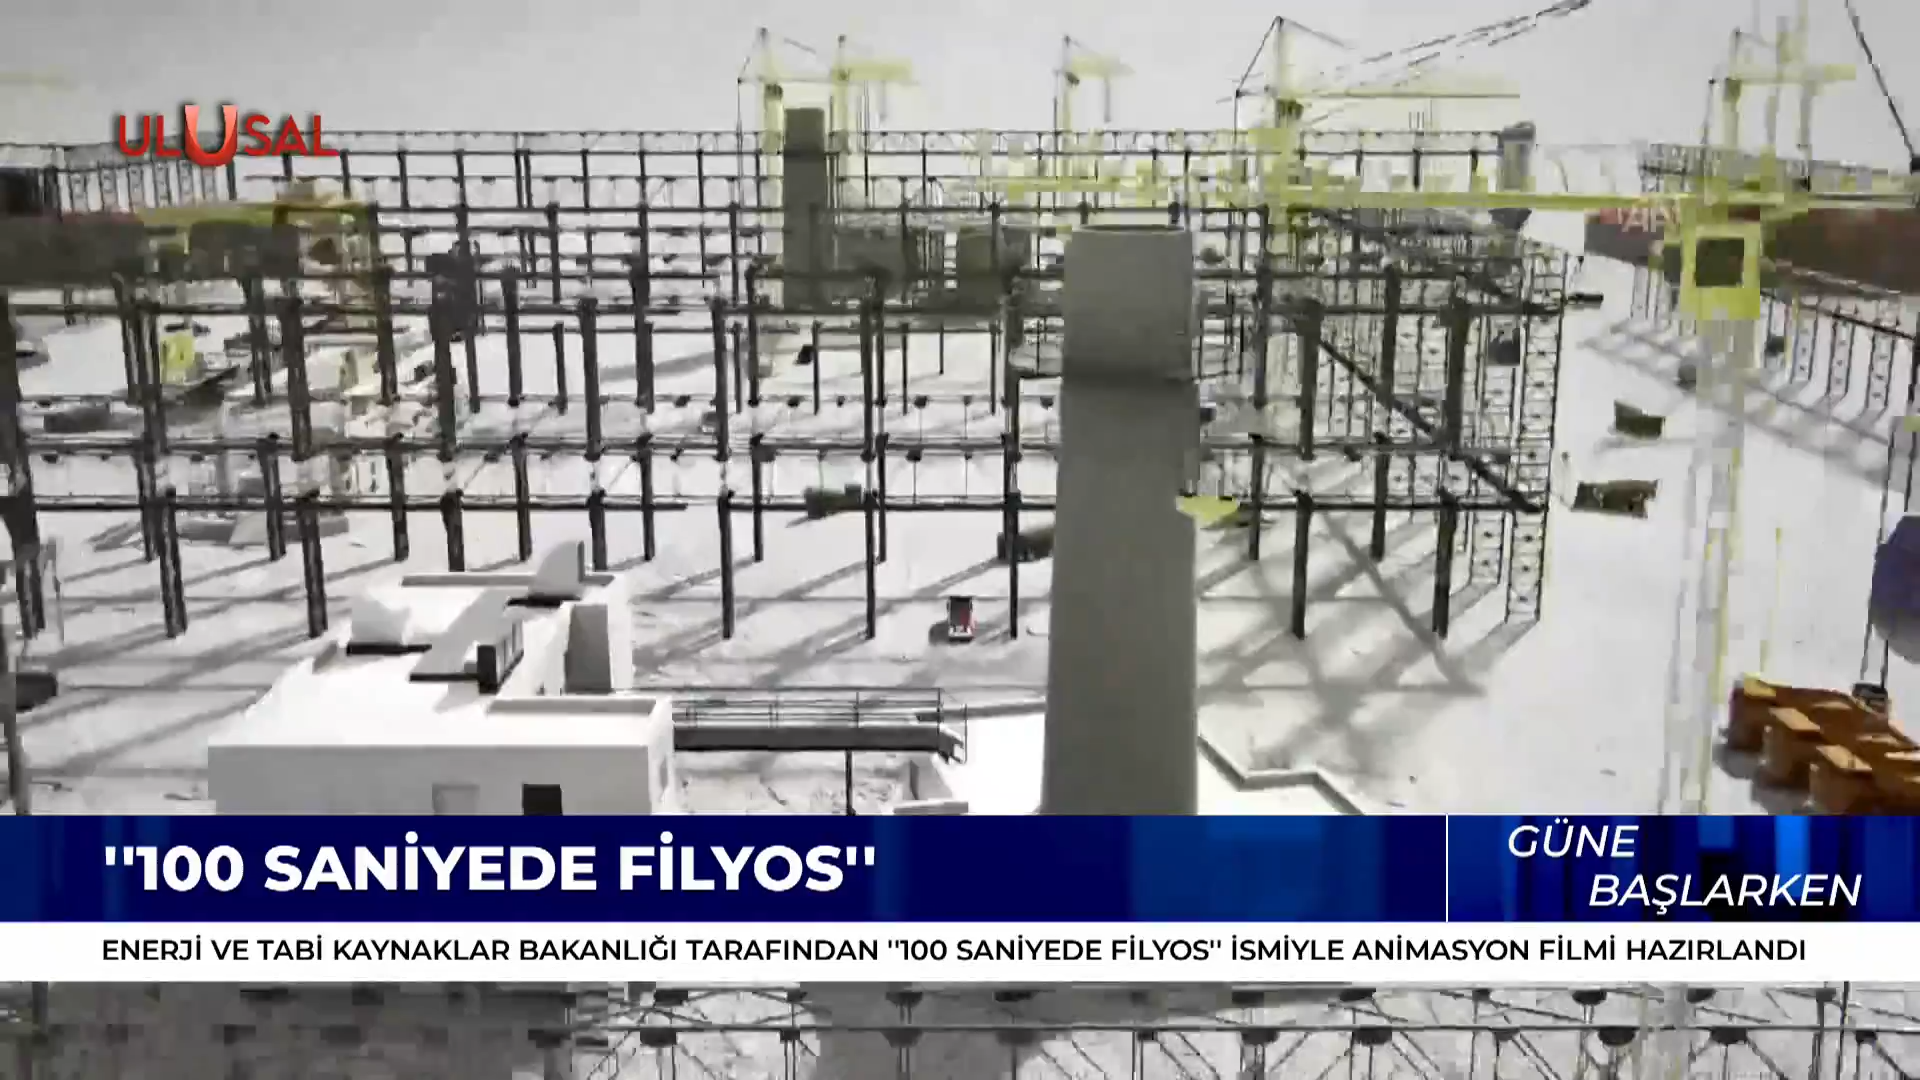 ULUSAL
"100 SANİYEDE FİLYOS"
GÜNE
BAŞLARKEN
ENERJİ VE TABİ KAYNAKLAR BAKANLIĞI TARAFINDAN "100 SANİYEDE FİLYOS" İSMİYLE ANİMASYON FİLMİ HAZIRLANDI